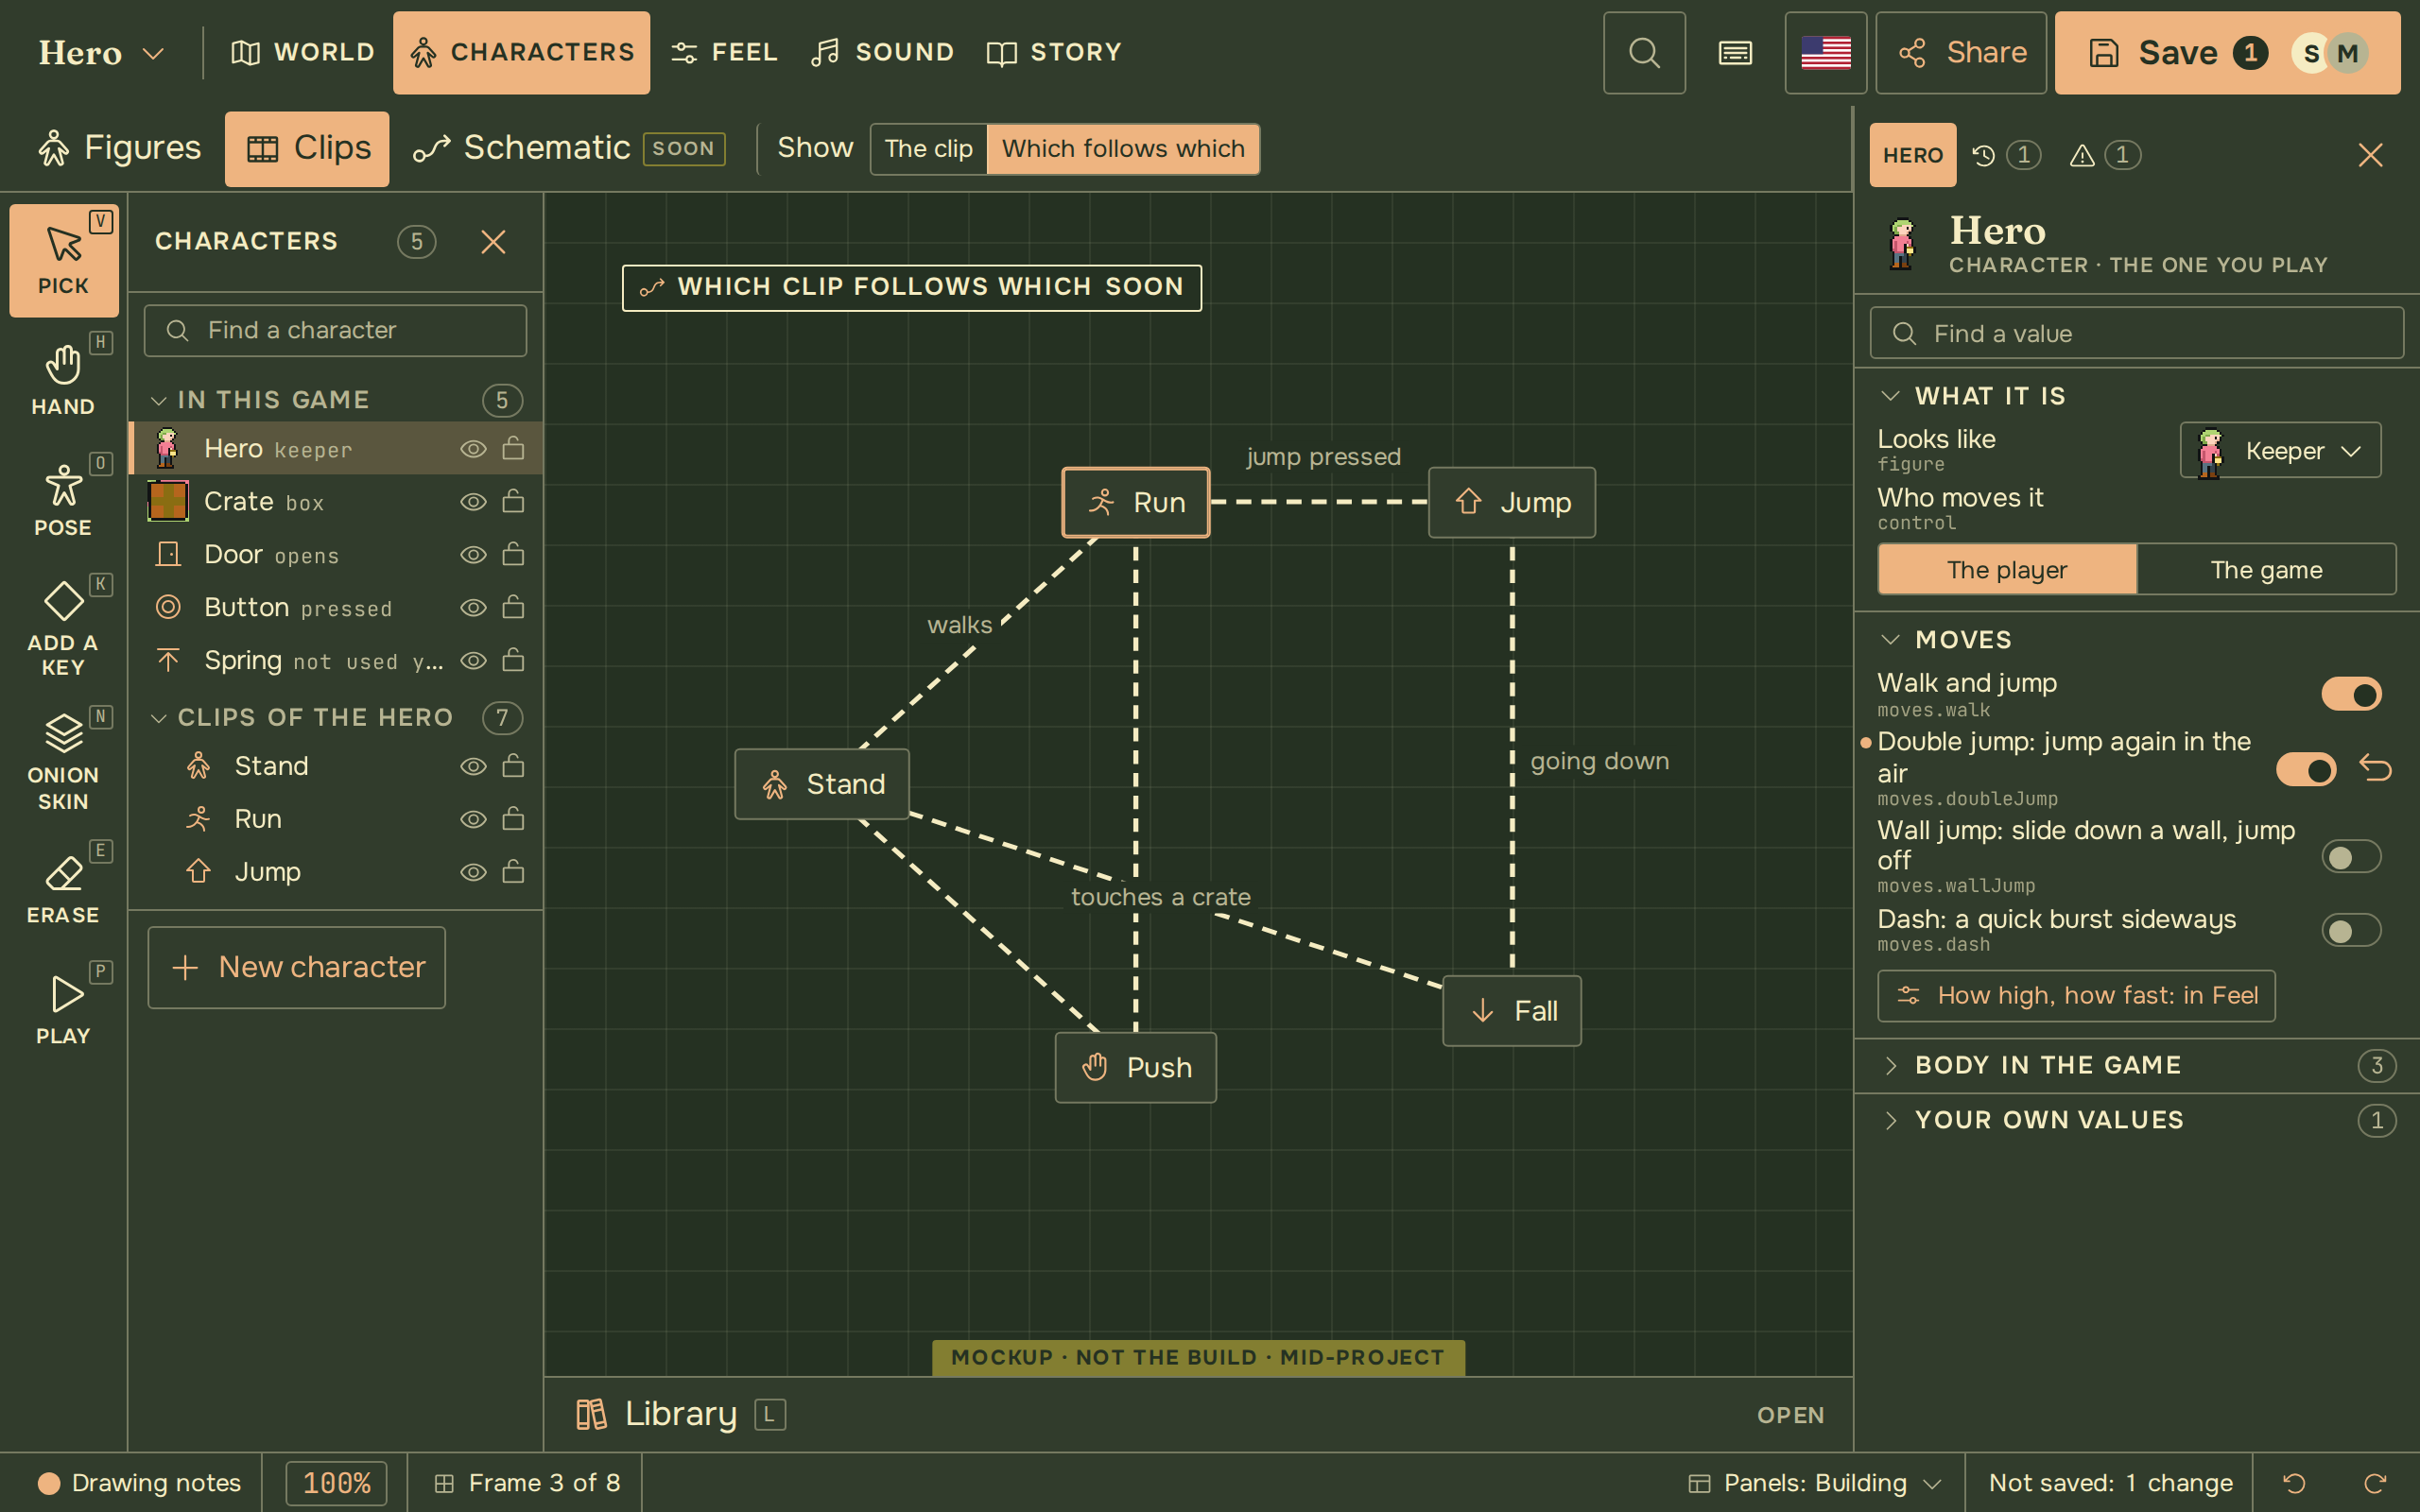 Hero
WORLD
CHARACTERS
FEEL
SOUND
STORY
Share
Save 1 S M
Figures
Clips
Schematic SOON
Show
The clip
Which follows which
HERO
1
1
V
PICK
H
HAND
O
POSE
K
ADD A
KEY
N
ONION
SKIN
E
ERASE
P
PLAY
CHARACTERS 5
Find a character
IN THIS GAME 5
Hero keeper
Crate box
Door opens
Button pressed
Spring not used y...
CLIPS OF THE HERO 7
Stand
Run
Jump
New character
WHICH CLIP FOLLOWS WHICH SOON
jump pressed
Run
Jump
walks
Stand
going down
touches a crate
Fall
Push
MOCKUP · NOT THE BUILD · MID-PROJECT
Library L
OPEN
Hero
CHARACTER · THE ONE YOU PLAY
Find a value
WHAT IT IS
Looks like
figure
Keeper
Who moves it
control
The player
The game
MOVES
Walk and jump
moves.walk
Double jump: jump again in the
air
moves.doubleJump
Wall jump: slide down a wall, jump
off
moves.wallJump
Dash: a quick burst sideways
moves.dash
How high, how fast: in Feel
BODY IN THE GAME 3
YOUR OWN VALUES 1
Drawing notes
100%
Frame 3 of 8
Panels: Building
Not saved: 1 change